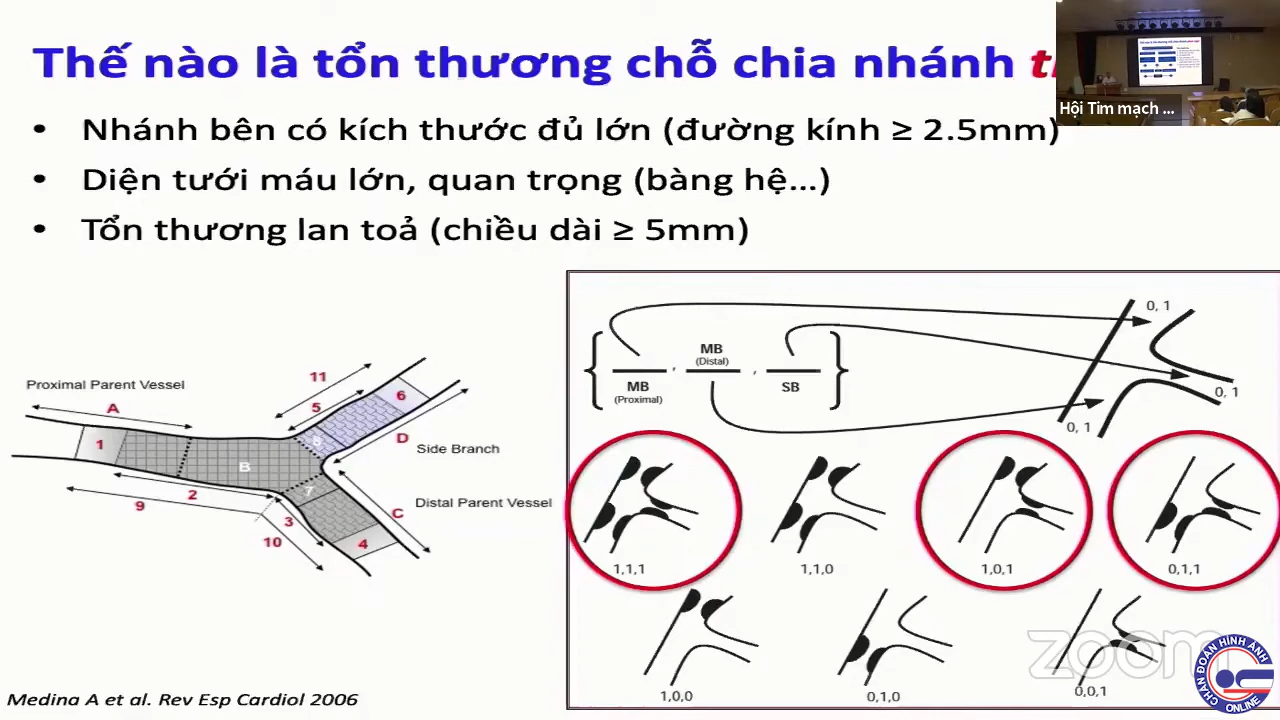 Thế nào là tổn thương chỗ chia nhánh
Hội Tim mạch ...
• Nhánh bên có kích thước đủ lớn (đường kính ≥ 2.5mm)
• Diện tưới máu lớn, quan trọng (bàng hệ...)
• Tổn thương lan toả (chiều dài ≥ 5mm)
Proximal Parent Vessel
A
1
B
2
9
11
5
6
8
D
Side Branch
7
Distal Parent Vessel
3
C
10
4
MB
(Proximal)
,
MB
(Distal)
,
SB
0, 1
0, 1
0, 1
1,1,1
1,1,0
1,0,1
0,1,1
1,0,0
0,1,0
0,0,1
Medina A et al. Rev Esp Cardiol 2006
zoom
CHẨN ĐOÁN HÌNH ẢNH
ONLINE